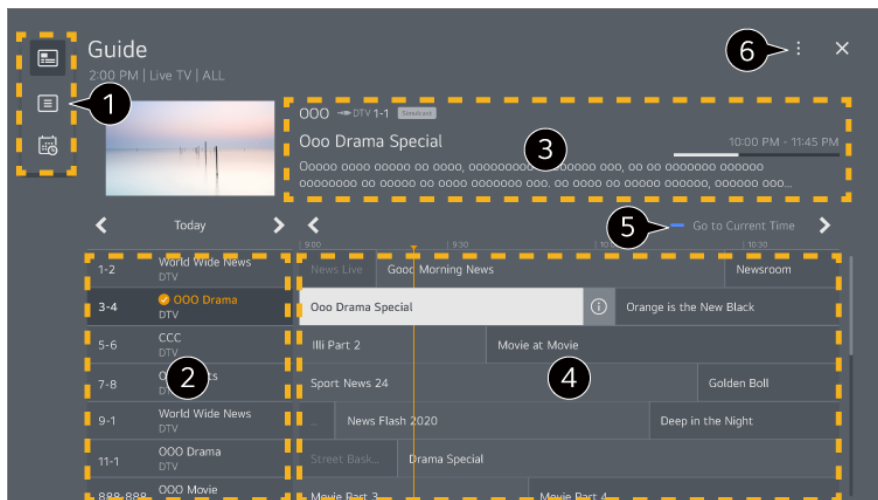 Guide
2:00 PM | Live TV | ALL
6
1
OOO DTV 1-1 Simulcast
Ooo Drama Special
10:00 PM - 11:45 PM
3
Today
5
Go to Current Time
9:00
9:30
10:30
1-2
World Wide News
DTV
News Live
Good Morning News
Newsroom
3-4
OOO Drama
DTV
Ooo Drama Special
Orange is the New Black
5-6
CCC
DTV
Illi Part 2
Movie at Movie
7-8
2
Sport News 24
4
Golden Boll
9-1
World Wide News
DTV
...
News Flash 2020
Deep in the Night
11-1
OOO Drama
DTV
Street Bask...
Drama Special
888-888
OOO Movie
Movie Part 3
Movie Part 4